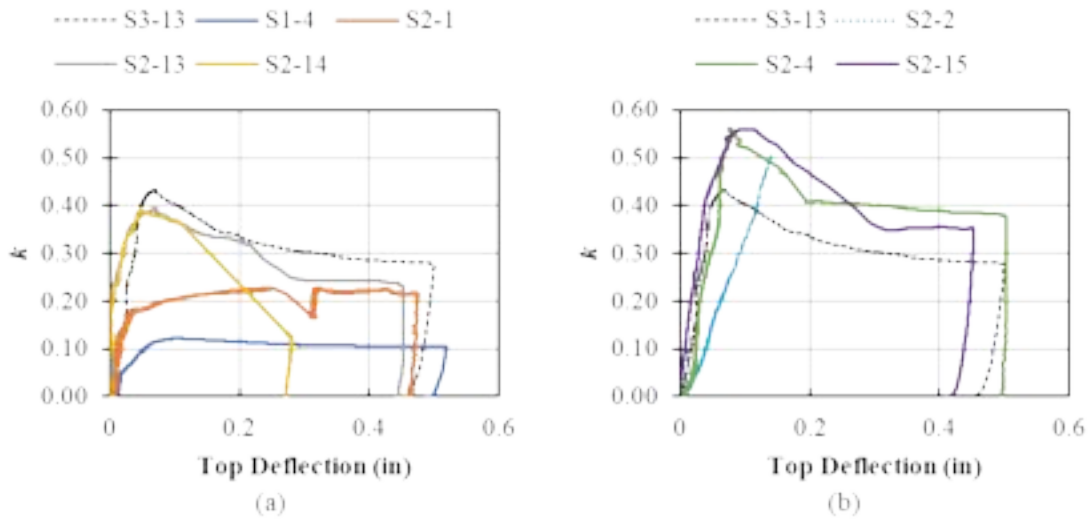 S3-13 S1-4 S2-1
S2-13 S2-14
0.60
0.50
0.40
0.30
0.20
0.10
0.00
k
0 0.2 0.4 0.6
Top Deflection (in)
(a)
S3-13 S2-2
S2-4 S2-15
0.60
0.50
0.40
0.30
0.20
0.10
0.00
k
0 0.2 0.4 0.6
Top Deflection (in)
(b)